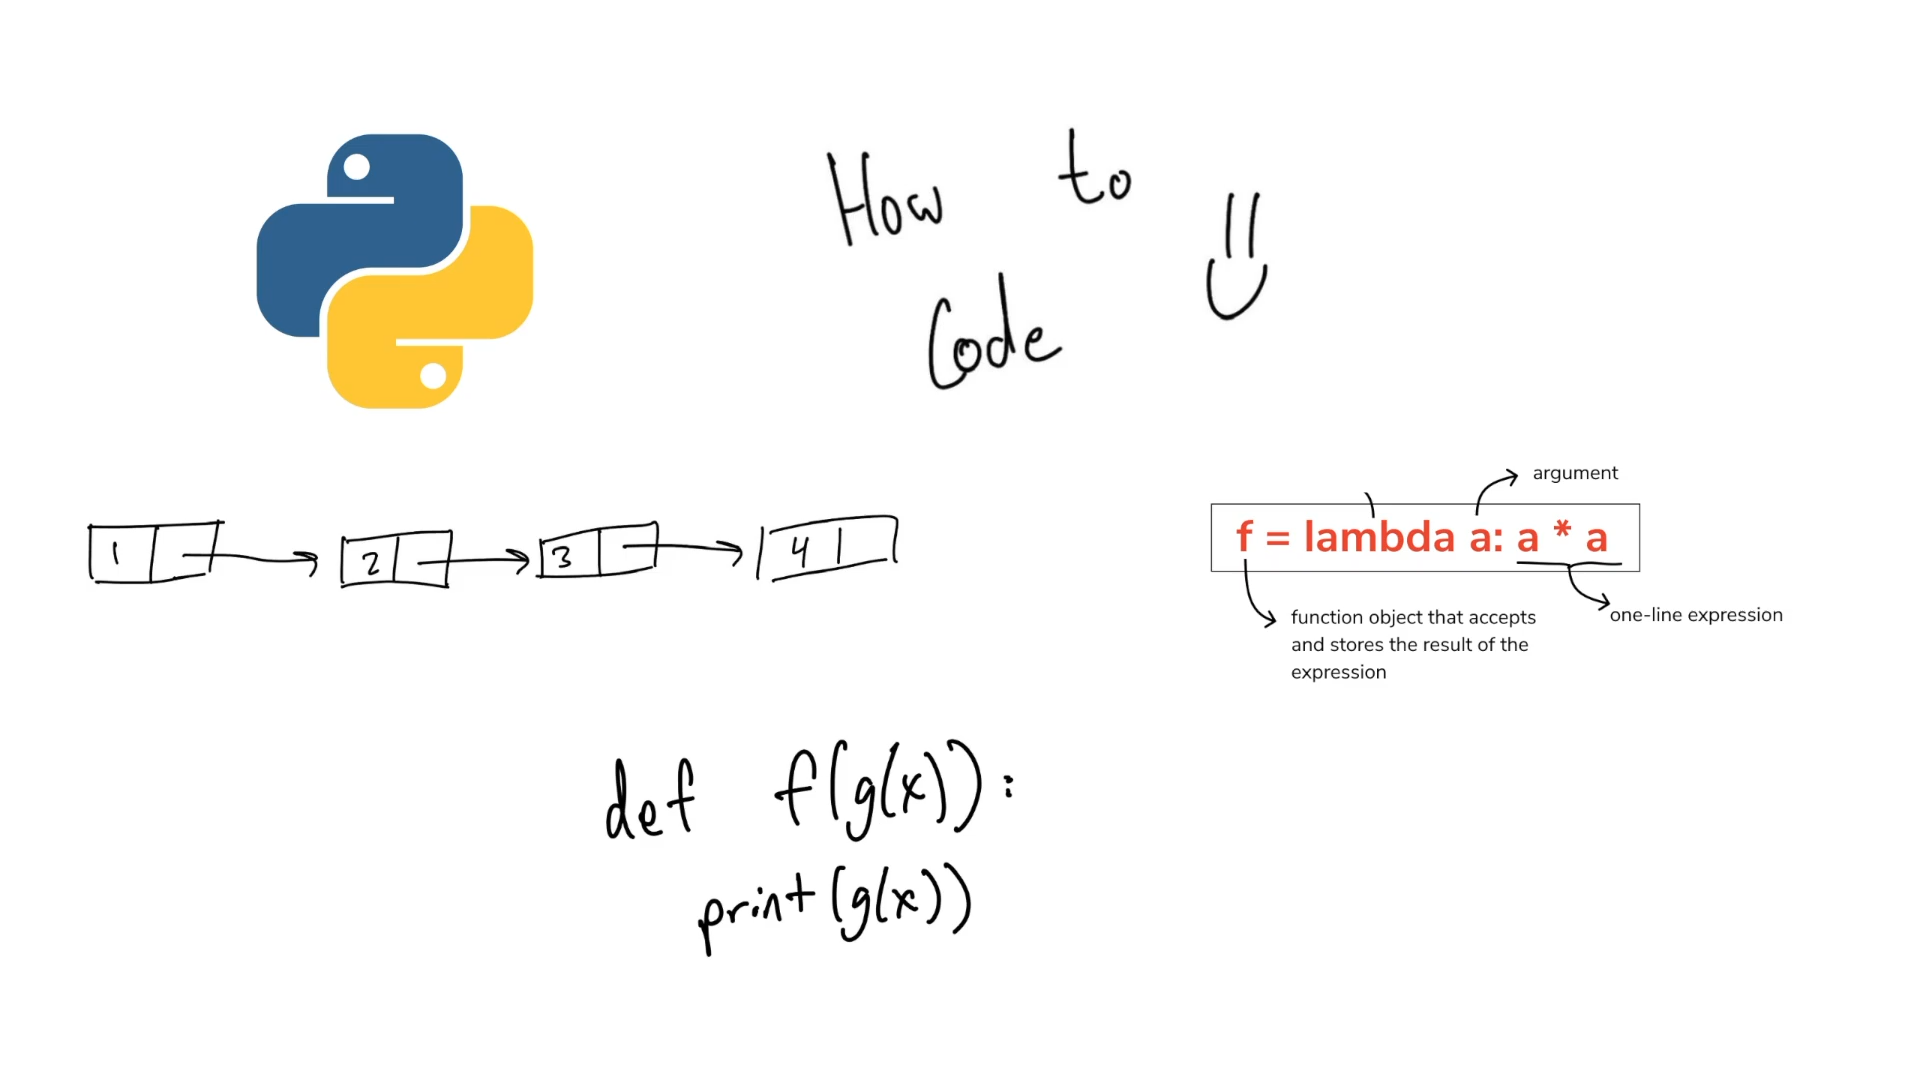 How to
Code
1 2 3 4
argument
f = lambda a: a * a
one-line expression
function object that accepts
and stores the result of the
expression
def f(g(x)):
print(g(x))